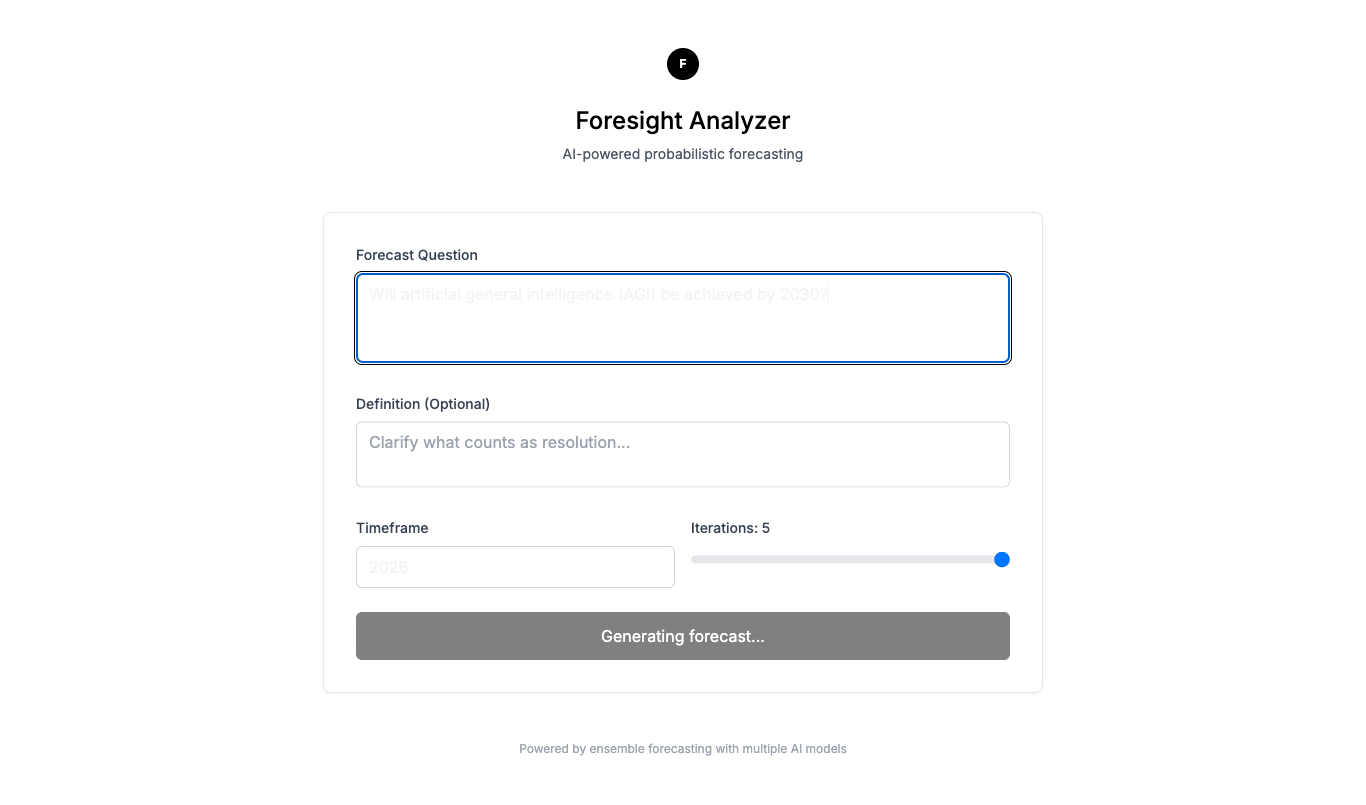 F
Foresight Analyzer
AI-powered probabilistic forecasting
Forecast Question
Will artificial general intelligence (AGI) be achieved by 2030?
Definition (Optional)
Clarify what counts as resolution...
Timeframe
Iterations: 5
2026
Generating forecast...
Powered by ensemble forecasting with multiple AI models